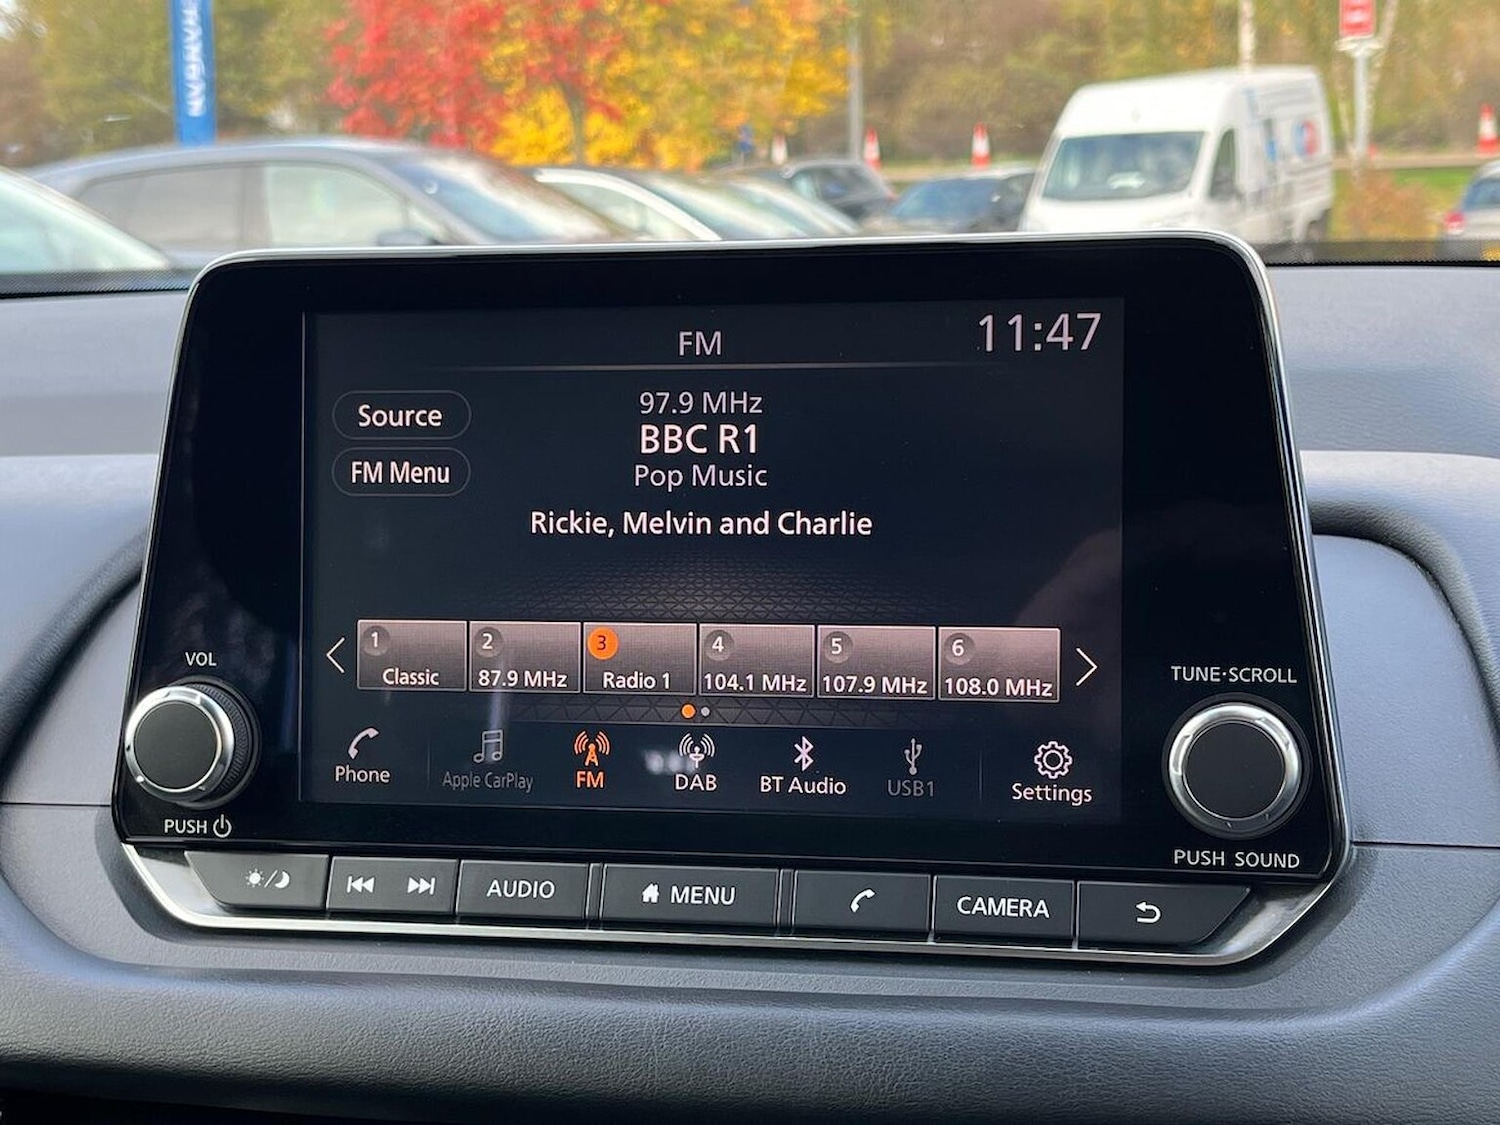 FM
11:47
Source
FM Menu
97.9 MHz
BBC R1
Pop Music
Rickie, Melvin and Charlie
1
Classic
2
87.9 MHz
3
Radio 1
4
104.1 MHz
5
107.9 MHz
6
108.0 MHz
Phone
Apple CarPlay
FM
DAB
BT Audio
USB1
Settings
VOL
PUSH
TUNE·SCROLL
PUSH SOUND
AUDIO
MENU
CAMERA